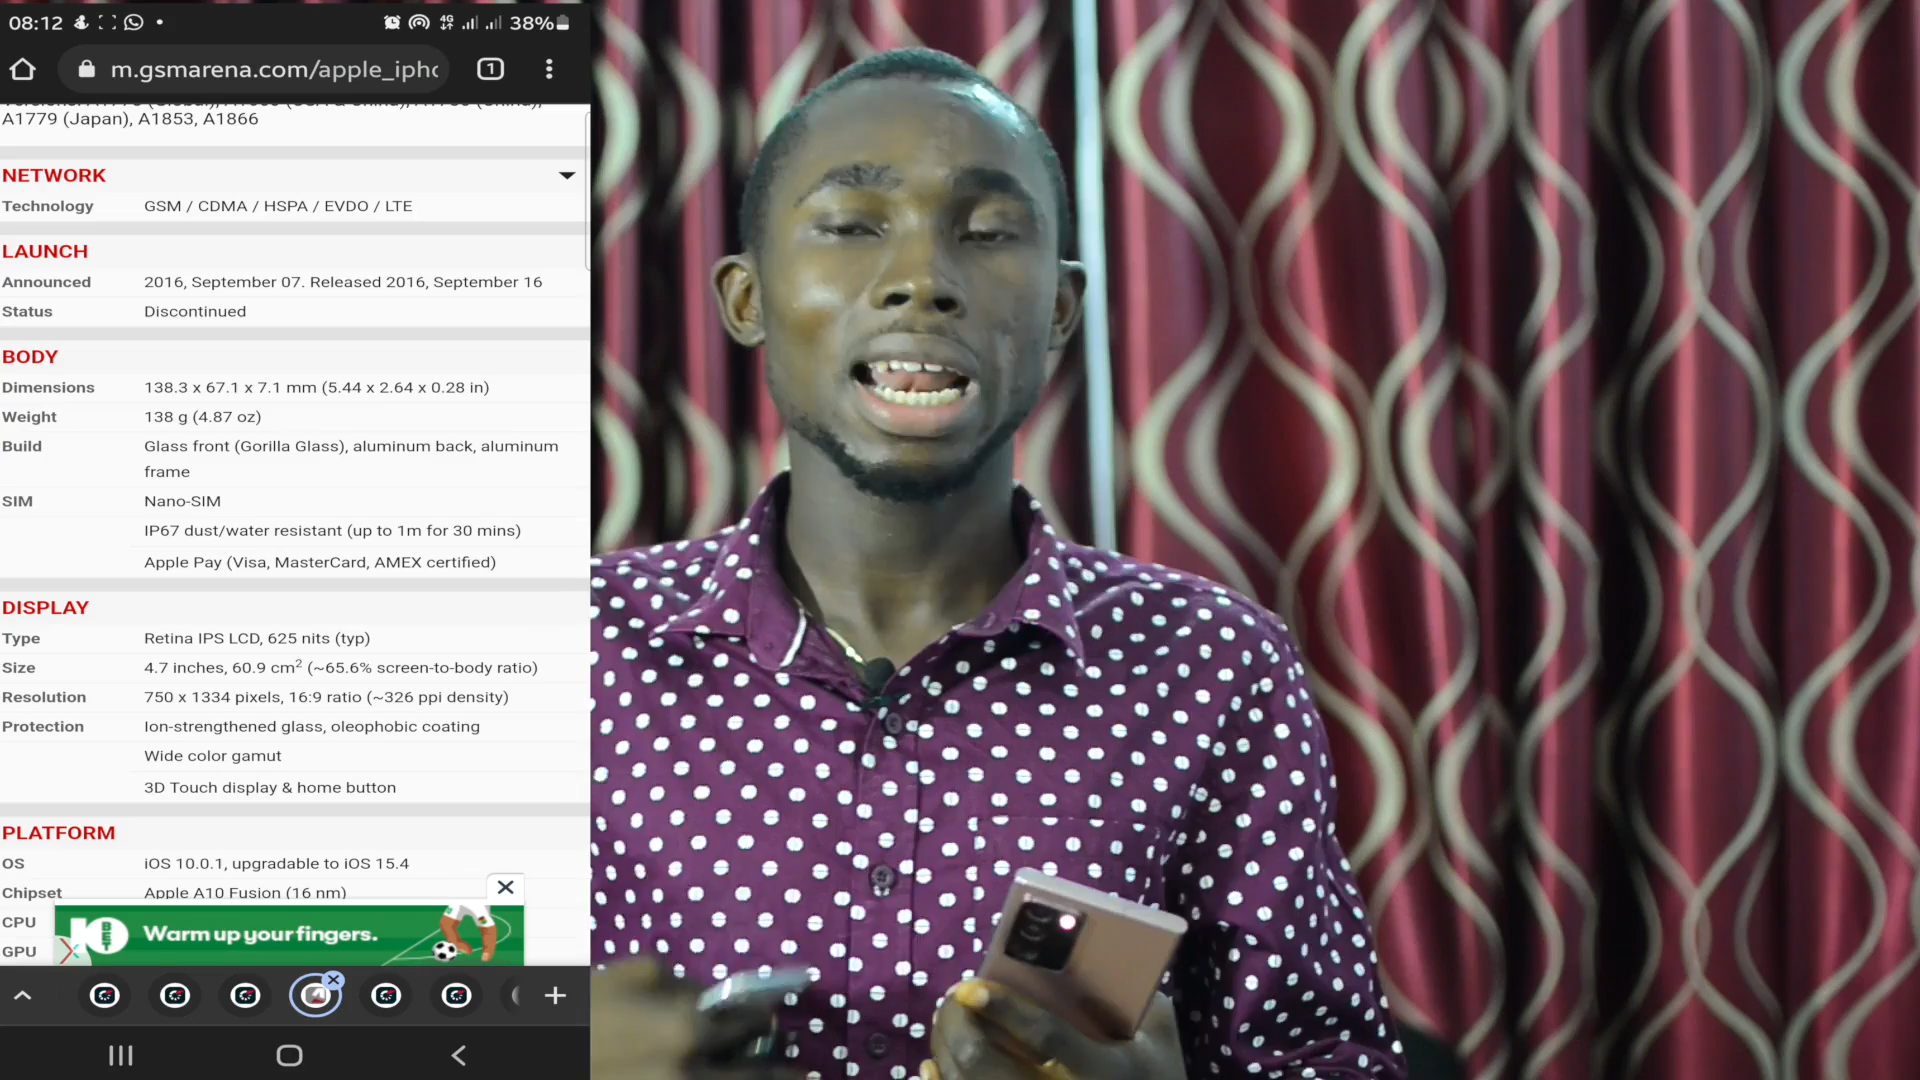 08:12
4G
38%
m.gsmarena.com/apple_iph
1
A1779 (Japan), A1853, A1866
NETWORK
Technology GSM / CDMA / HSPA / EVDO / LTE
LAUNCH
Announced 2016, September 07. Released 2016, September 16
Status Discontinued
BODY
Dimensions 138.3 x 67.1 x 7.1 mm (5.44 x 2.64 x 0.28 in)
Weight 138 g (4.87 oz)
Build Glass front (Gorilla Glass), aluminum back, aluminum
frame
SIM Nano-SIM
IP67 dust/water resistant (up to 1m for 30 mins)
Apple Pay (Visa, MasterCard, AMEX certified)
DISPLAY
Type Retina IPS LCD, 625 nits (typ)
Size 4.7 inches, 60.9 cm² (~65.6% screen-to-body ratio)
Resolution 750 x 1334 pixels, 16:9 ratio (~326 ppi density)
Protection Ion-strengthened glass, oleophobic coating
Wide color gamut
3D Touch display & home button
PLATFORM
OS iOS 10.0.1, upgradable to iOS 15.4
Chipset Apple A10 Fusion (16 nm)
CPU
GPU
10 BET
Warm up your fingers.